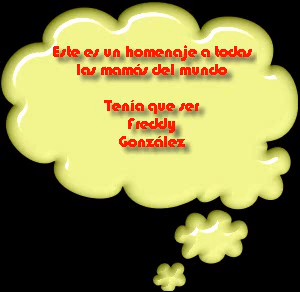 Este es un homenaje a todas
las mamás del mundo
Tenía que ser
Freddy
González